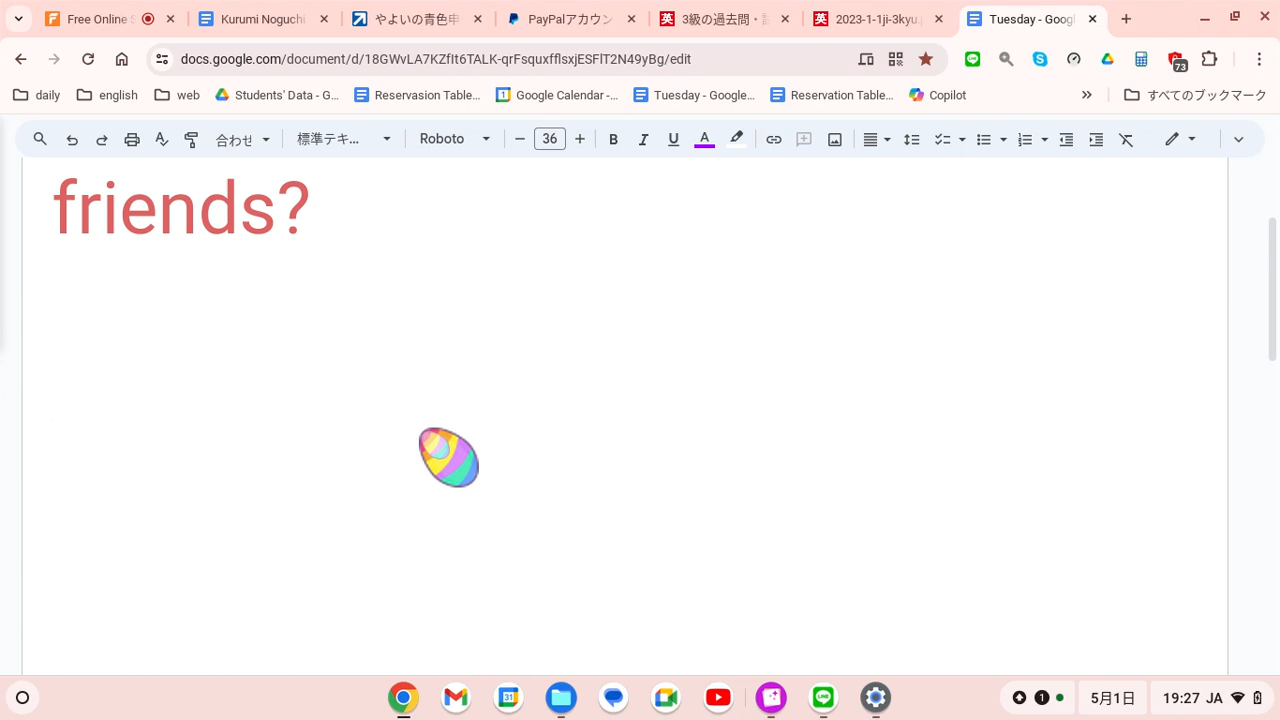 Free Online S
Kurumi Noguchi
やよいの青色申
PayPalアカウン
3級の過去問・
2023-1-1ji-3kyu.
Tuesday - Googl
docs.google.com/document/d/18GWvLA7KZfIt6TALK-qrFsquxfflsxjESFlT2N49yBg/edit
73
daily
english
web
Students' Data - G...
Reservasion Table...
Google Calendar -...
Tuesday - Google...
Reservation Table...
Copilot
»
すべてのブックマーク
合わせ
標準テキ...
Roboto
36
B
I
U
A
friends?
31
1
5月1日
19:27
JA